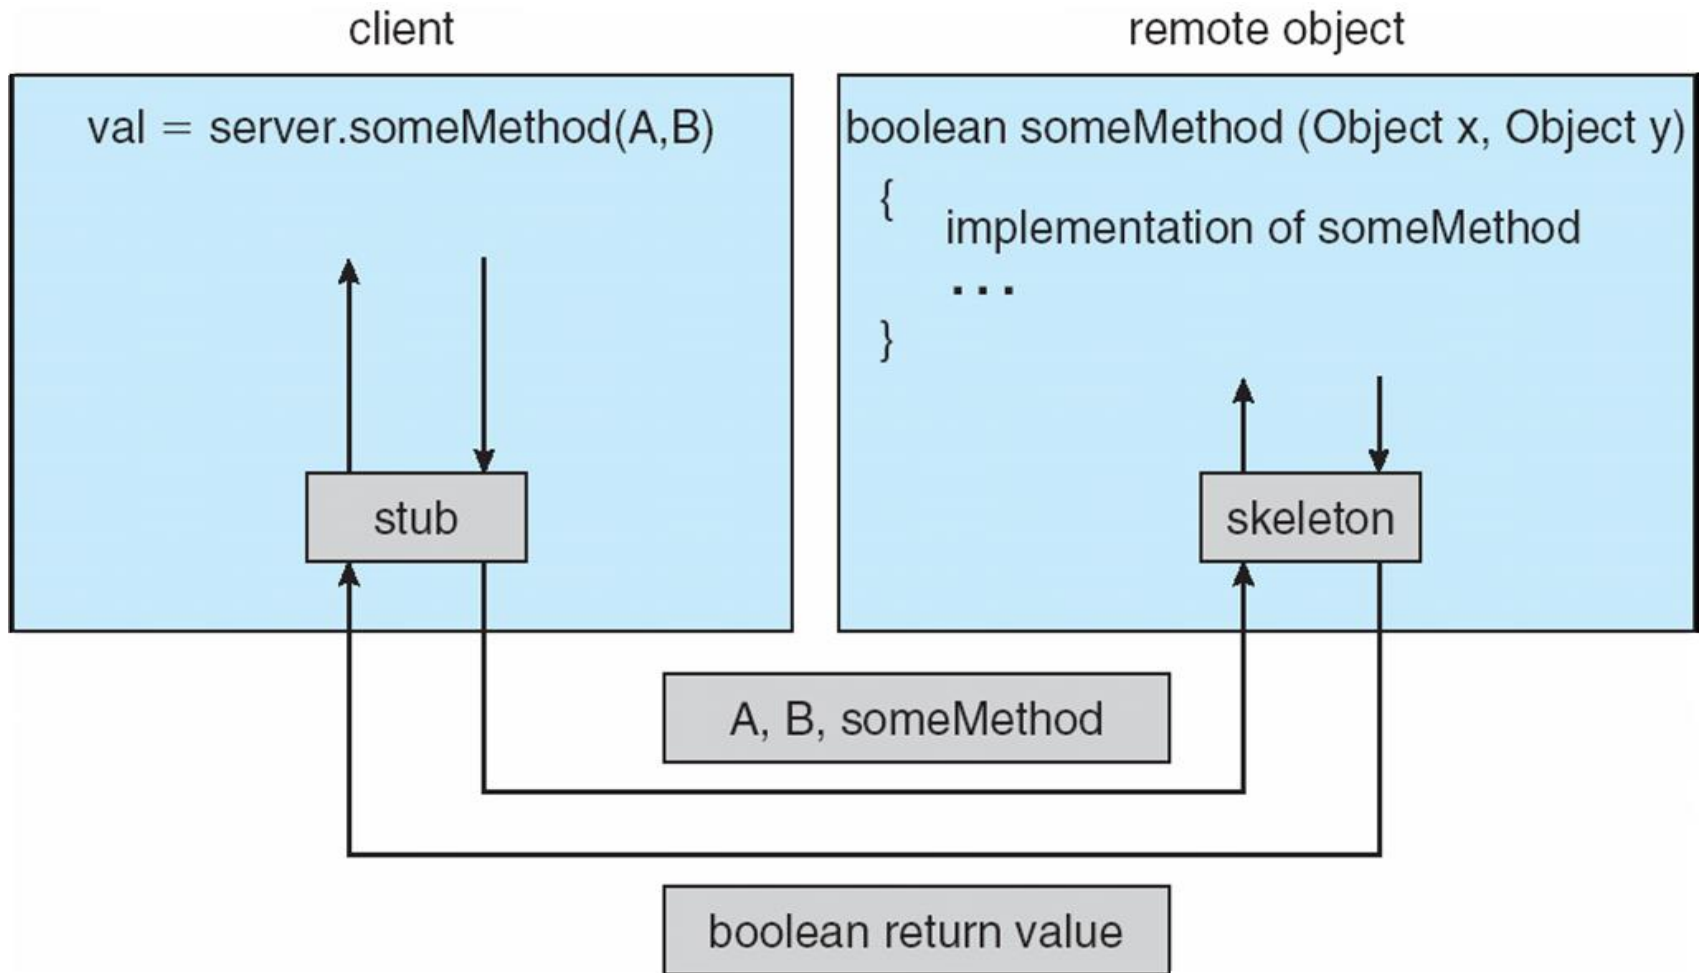 client
val = server.someMethod(A,B)
stub
remote object
boolean someMethod (Object x, Object y)
{
implementation of someMethod
...
}
skeleton
A, B, someMethod
boolean return value